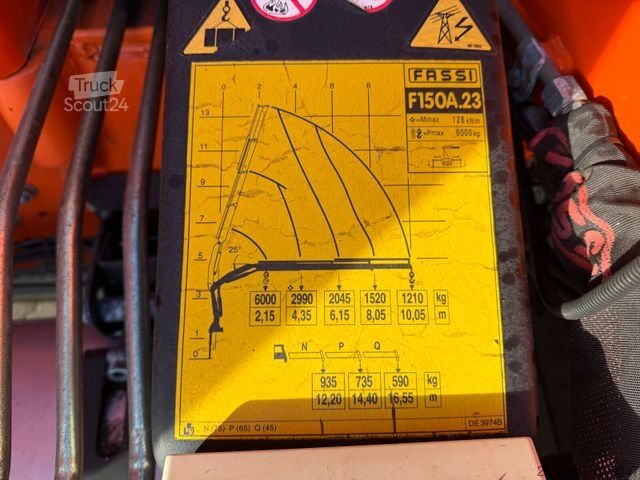 Truck
Scout24
FASSI
F150A.23
=Mmax 128 kNm
=Pmax 6000 kg
max
0 2 4 6 8
13
11
9
7
5
3
1
0
25°
6000 2990 2045 1520 1210 kg
2,15 4,35 6,15 8,05 10,05 m
N P Q
935 735 590 kg
12,20 14,40 16,55 m
P (65) Q (45)
DE 3974B